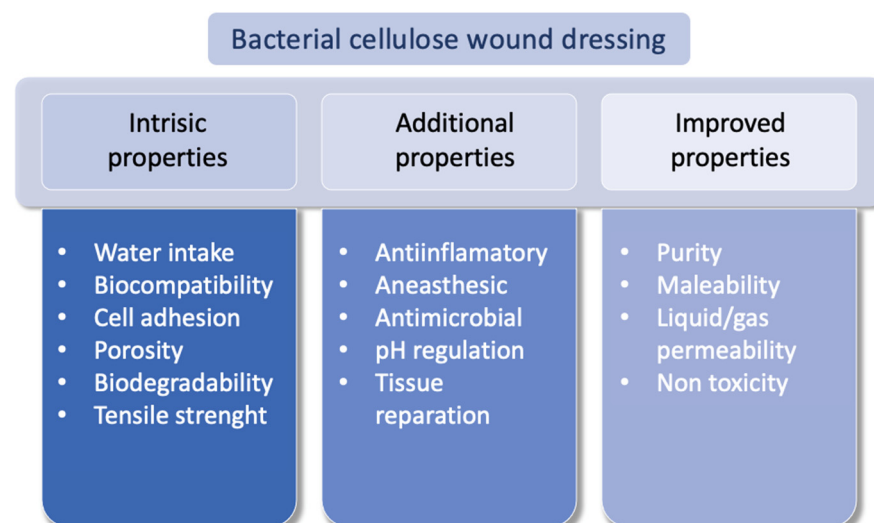 Bacterial cellulose wound dressing
Intrisic
properties
Additional
properties
Improved
properties
• Water intake
• Biocompatibility
• Cell adhesion
• Porosity
• Biodegradability
• Tensile strenght
• Antiinflamatory
• Aneasthesic
• Antimicrobial
• pH regulation
• Tissue
reparation
• Purity
• Maleability
• Liquid/gas
permeability
• Non toxicity